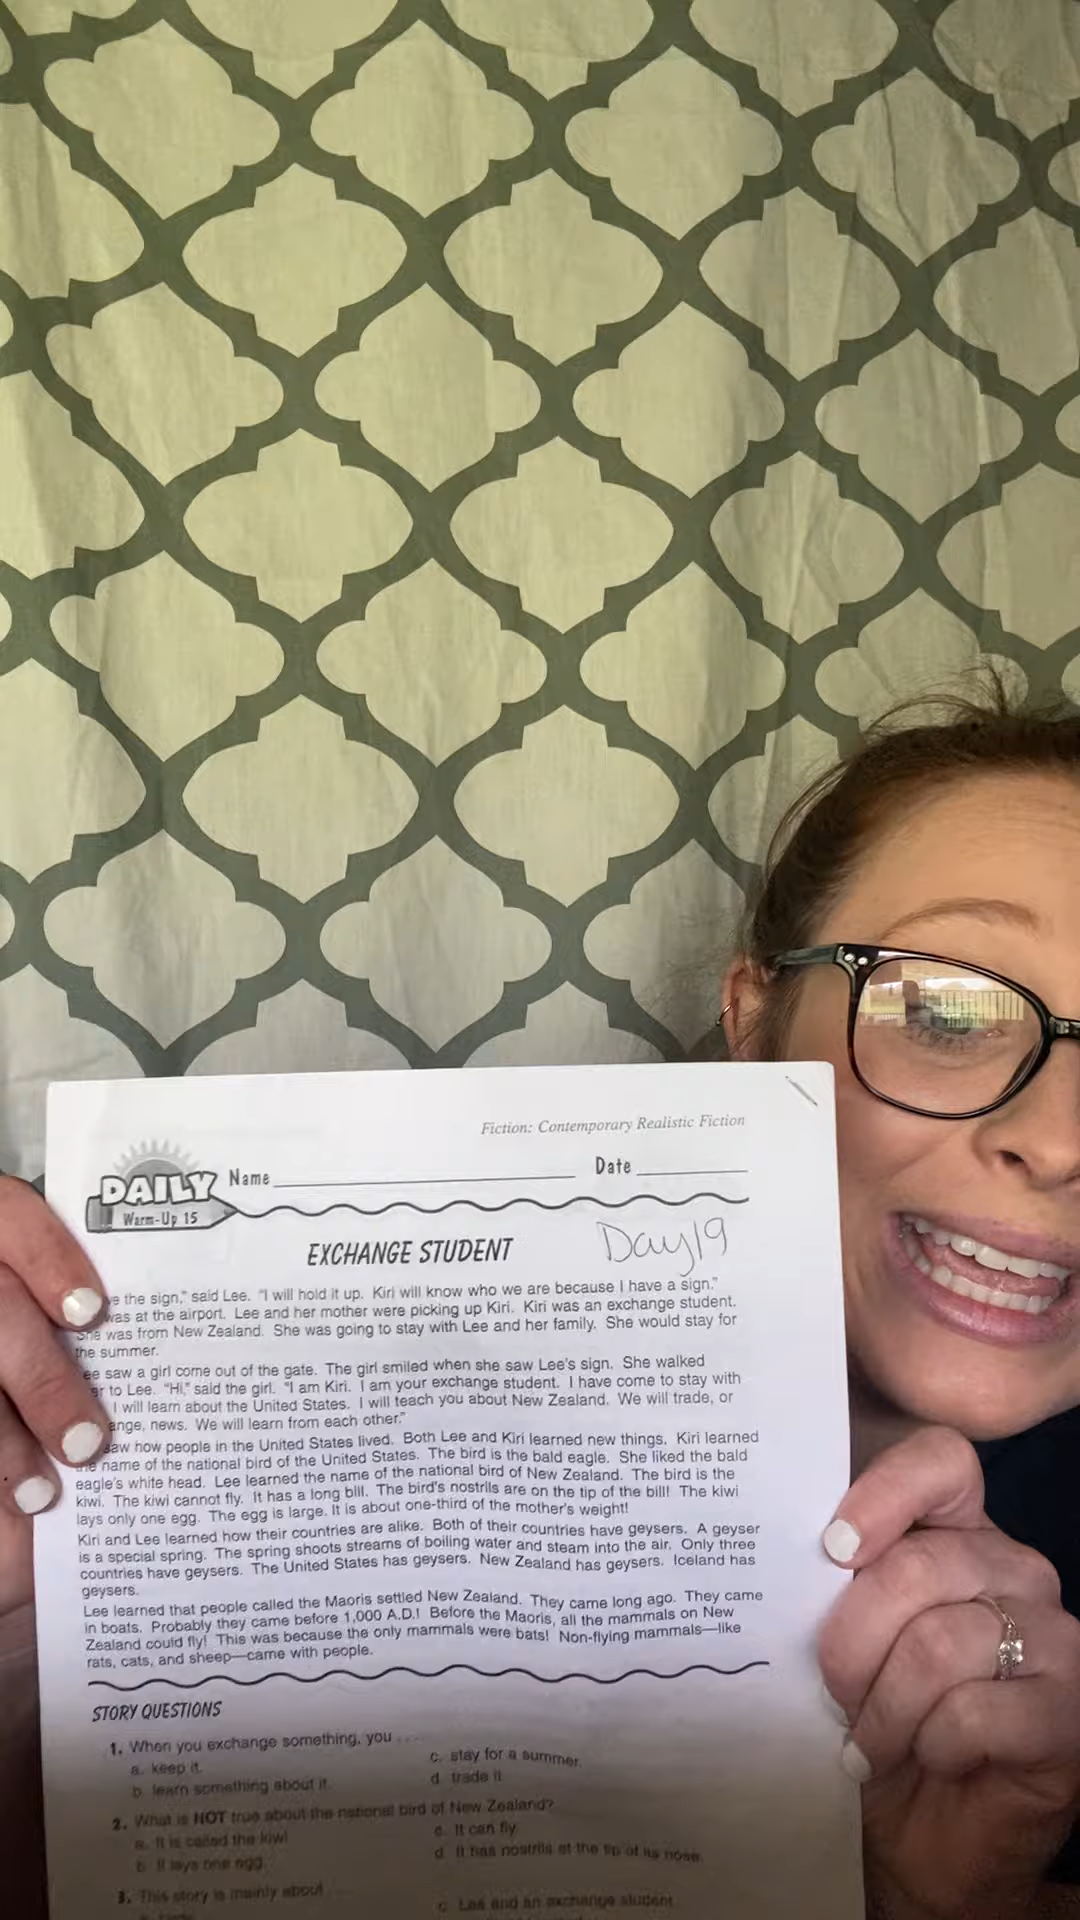 Fiction: Contemporary Realistic Fiction
DAILY
Warm-Up 15
Name
Date
EXCHANGE STUDENT
Day 19
the sign," said Lee. "I will hold it up. Kiri will know who we are because I have a sign."
was at the airport. Lee and her mother were picking up Kiri. Kiri was an exchange student.
She was from New Zealand. She was going to stay with Lee and her family. She would stay for
the summer.
saw a girl come out of the gate. The girl smiled when she saw Lee's sign. She walked
to Lee. "Hi," said the girl. "I am Kiri. I am your exchange student. I have come to stay with
I will learn about the United States. I will teach you about New Zealand. We will trade, or
news. We will learn from each other."
saw how people in the United States lived. Both Lee and Kiri learned new things. Kiri learned
the name of the national bird of the United States. The bird is the bald eagle. She liked the bald
eagle's white head. Lee learned the name of the national bird of New Zealand. The bird is the
kiwi. The kiwi cannot fly. It has a long bill. The bird's nostrils are on the tip of the bill! The kiwi
lays only one egg. The egg is large. It is about one-third of the mother's weight!
Kiri and Lee learned how their countries are alike. Both of their countries have geysers. A geyser
is a special spring. The spring shoots streams of boiling water and steam into the air. Only three
countries have geysers. The United States has geysers. New Zealand has geysers. Iceland has
geysers.
Lee learned that people called the Maoris settled New Zealand. They came long ago. They came
in boats. Probably they came before 1,000 A.D.! Before the Maoris, all the mammals on New
Zealand could fly! This was because the only mammals were bats! Non-flying mammals—like
rats, cats, and sheep—came with people.
STORY QUESTIONS
1. When you exchange something, you . . . .
a. keep it.
b. learn something about it.
c. stay for a summer.
d. trade it.
2. What is NOT true about the national bird of New Zealand?
a. It is called the kiwi.
b. It lays one egg.
c. It can fly.
d. It has nostrils at the tip of its nose.
3. This story is mainly about
c. Lee and an exchange student.